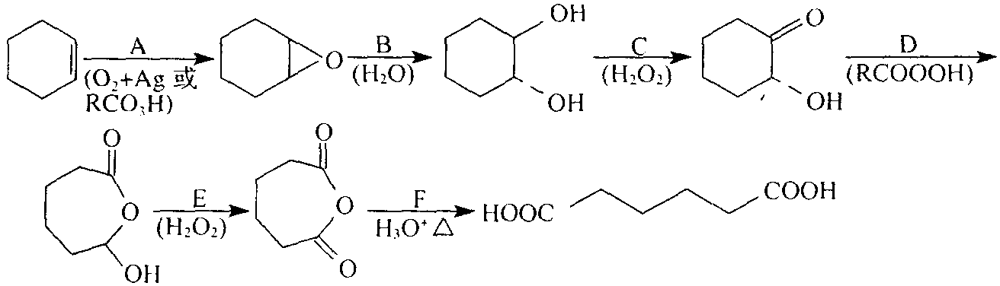 A
(O₂+Ag 或
RCO₃H)
O
B
(H₂O)
OH
OH
C
(H₂O₂)
O
OH
D
(RCOOOH)
O
O
OH
E
(H₂O₂)
O
O
O
F
H₃O⁺ △
HOOC
COOH